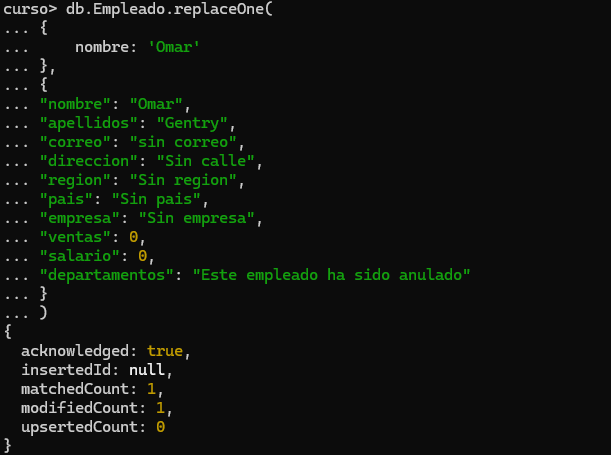 curso> db.Empleado.replaceOne(
... {
...     nombre: 'Omar'
... },
... {
... "nombre": "Omar",
... "apellidos": "Gentry",
... "correo": "sin correo",
... "direccion": "Sin calle",
... "region": "Sin region",
... "pais": "Sin pais",
... "empresa": "Sin empresa",
... "ventas": 0,
... "salario": 0,
... "departamentos": "Este empleado ha sido anulado"
... }
... )
{
  acknowledged: true,
  insertedId: null,
  matchedCount: 1,
  modifiedCount: 1,
  upsertedCount: 0
}